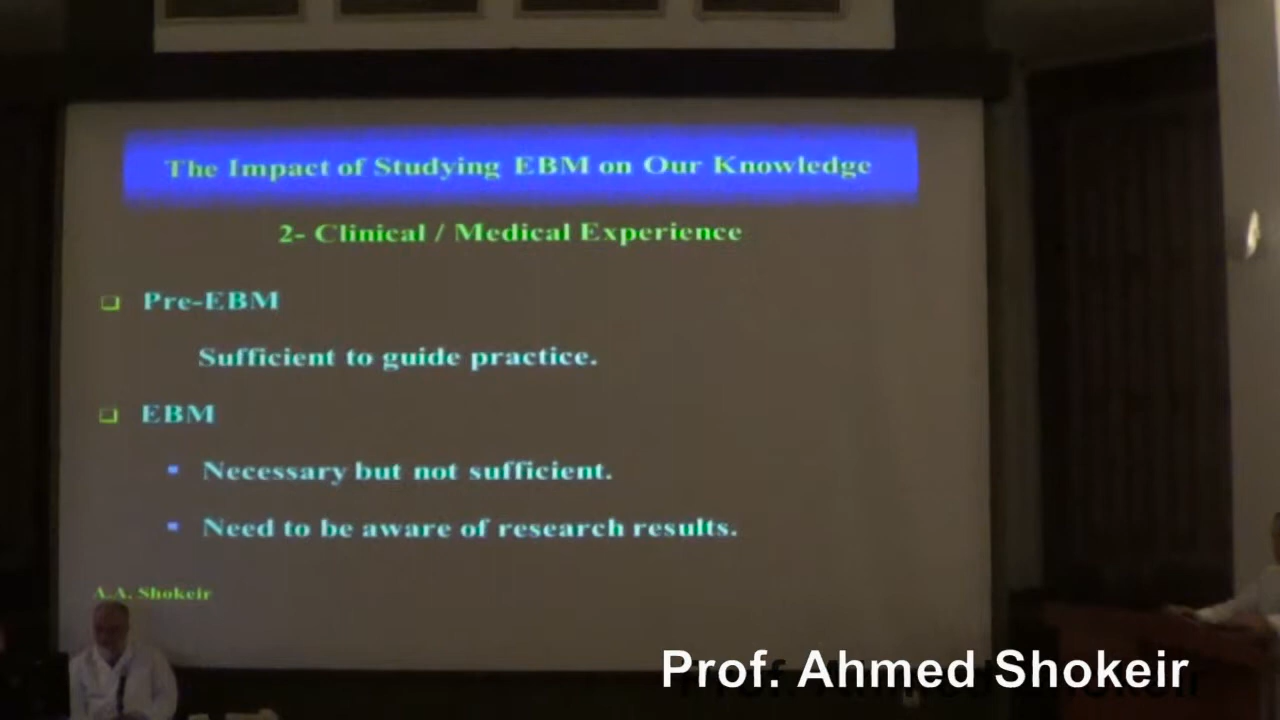 The Impact of Studying EBM on Our Knowledge
2- Clinical / Medical Experience
❑ Pre-EBM
Sufficient to guide practice.
❑ EBM
▪ Necessary but not sufficient.
▪ Need to be aware of research results.
A.A. Shokeir
Prof. Ahmed Shokeir